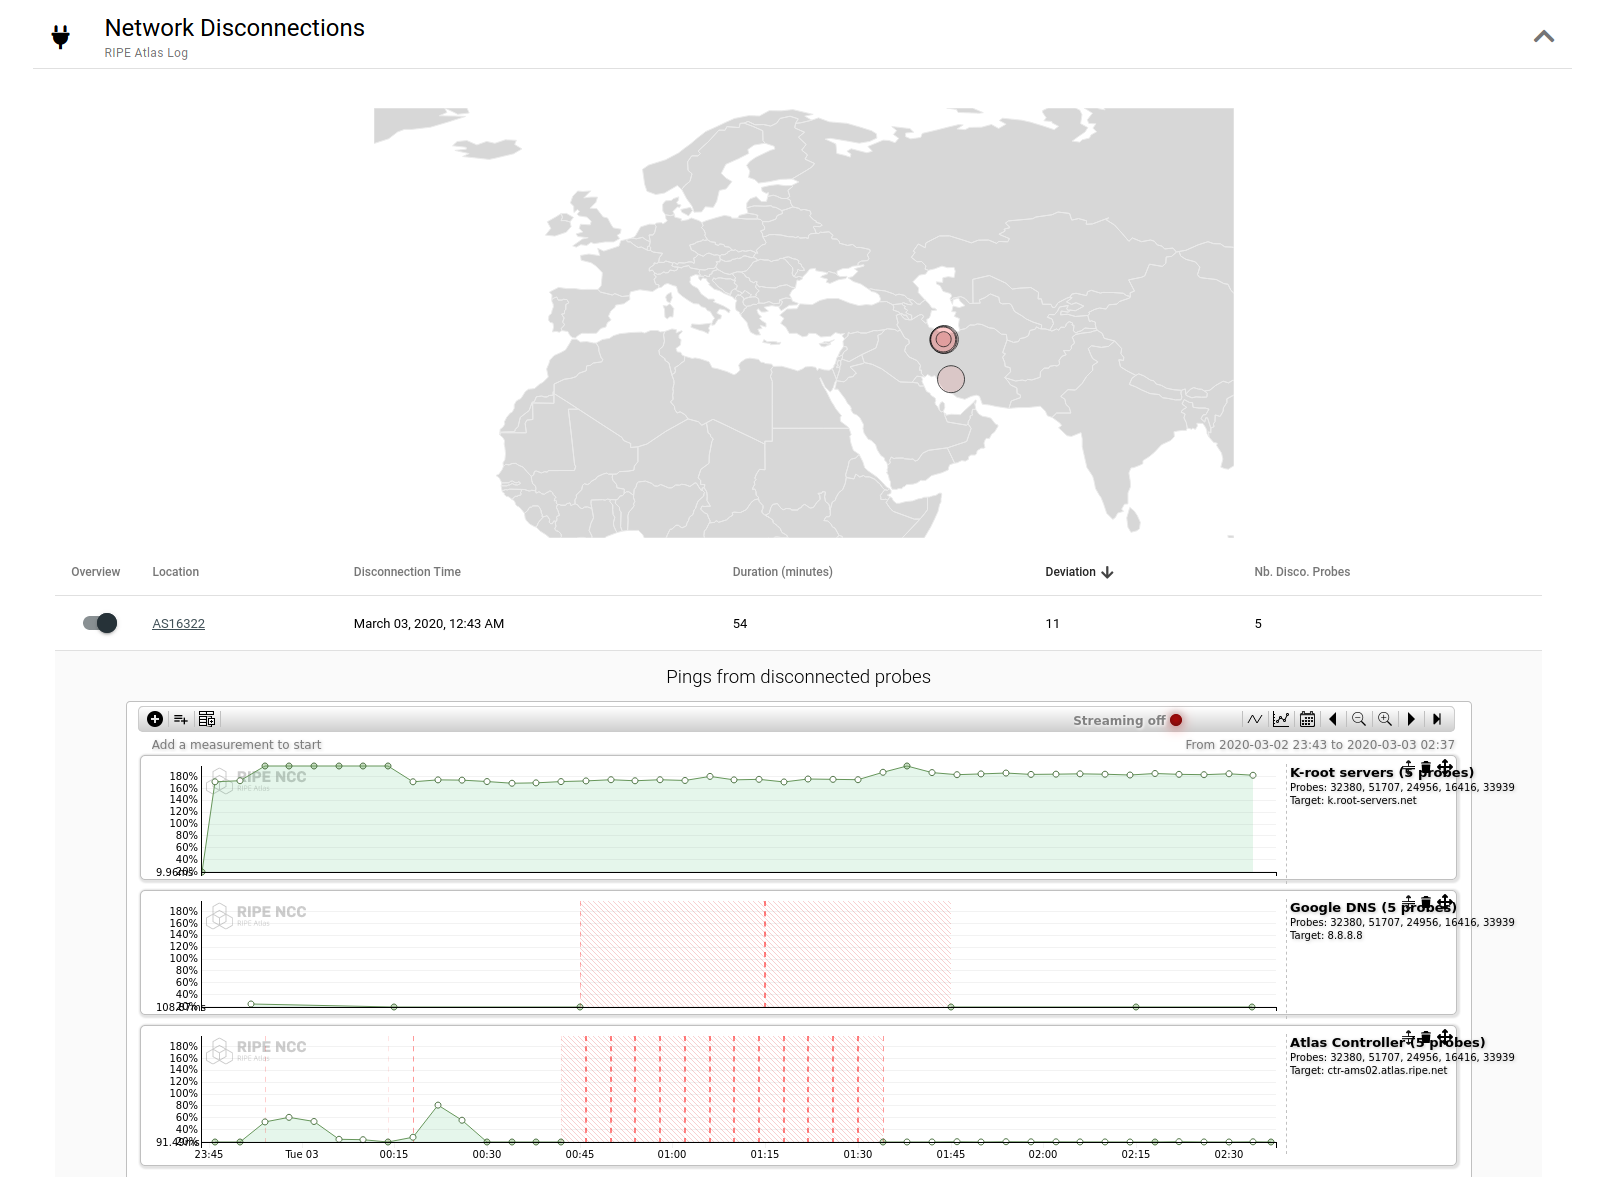 Network Disconnections
RIPE Atlas Log
Overview Location Disconnection Time Duration (minutes) Deviation Nb. Disco. Probes
AS16322 March 03, 2020, 12:43 AM 54 11 5
Pings from disconnected probes
Streaming off
Add a measurement to start From 2020-03-02 23:43 to 2020-03-03 02:37
RIPE NCC
RIPE Atlas
180%
160%
140%
120%
100%
80%
60%
40%
20%
K-root servers (5 probes)
Probes: 32380, 51707, 24956, 16416, 33939
Target: k.root-servers.net
RIPE NCC
RIPE Atlas
180%
160%
140%
120%
100%
80%
60%
40%
20%
Google DNS (5 probes)
Probes: 32380, 51707, 24956, 16416, 33939
Target: 8.8.8.8
RIPE NCC
RIPE Atlas
180%
160%
140%
120%
100%
80%
60%
40%
20%
Atlas Controller (5 probes)
Probes: 32380, 51707, 24956, 16416, 33939
Target: ctr-ams02.atlas.ripe.net
23:45 Tue 03 00:15 00:30 00:45 01:00 01:15 01:30 01:45 02:00 02:15 02:30